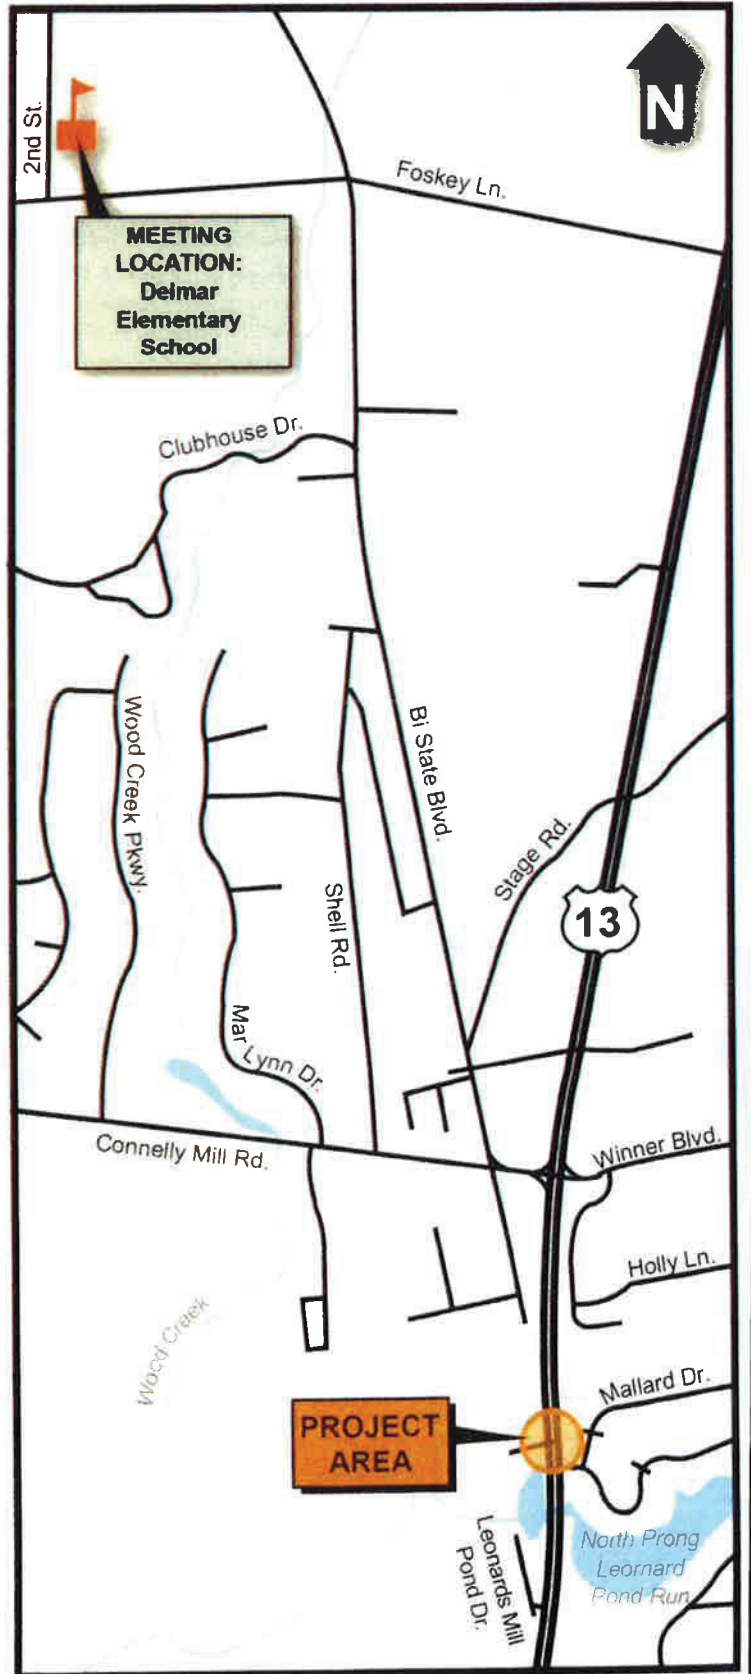 2nd St.
N
Foskey Ln.
MEETING
LOCATION:
Delmar
Elementary
School
Clubhouse Dr.
Wood Creek Pkwy.
Bi State Blvd.
Stage Rd.
13
Shell Rd.
Mar Lynn Dr.
Connelly Mill Rd.
Winner Blvd.
Holly Ln.
Wood Creek
Mallard Dr.
PROJECT
AREA
Leonards Mill
Pond Dr.
North Prong
Leornard
Pond Run